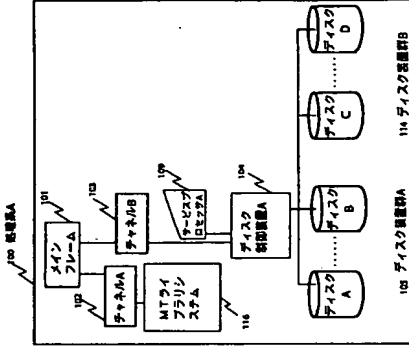 100 処理系A
101
メイン
フレーム
102
チャネルA
103
チャネルB
MTライ
ブラリシ
ステム
116
109
サービスプ
ロセッサA
104
ディスク
制御装置A
ディスク
A
ディスク
B
ディスク
C
ディスク
D
105 ディスク装置群A
114 ディスク装置群B